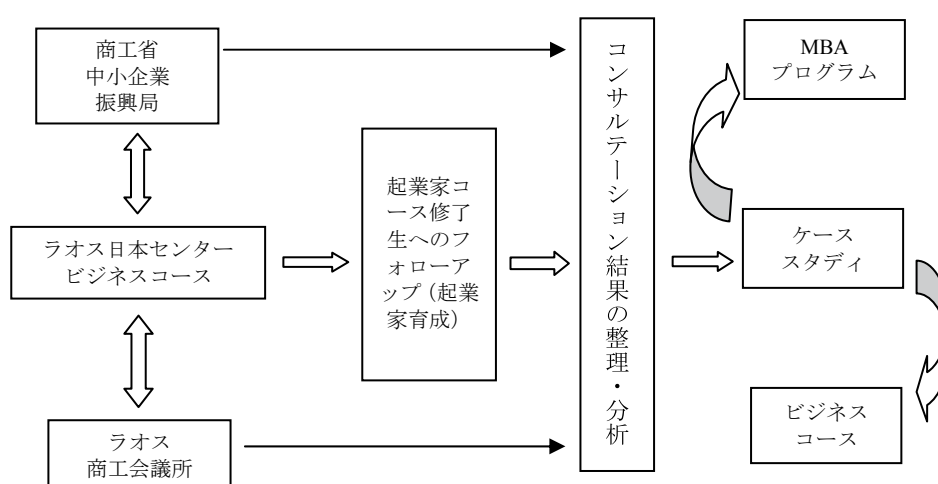 商工省
中小企業
振興局
ラオス日本センター
ビジネスコース
ラオス
商工会議所
起業家コ
ース修了
生へのフ
ォローア
ップ（起業
家育成）
コンサルテーション結果の整理・分析
MBA
プログラム
ケース
スタディ
ビジネス
コース